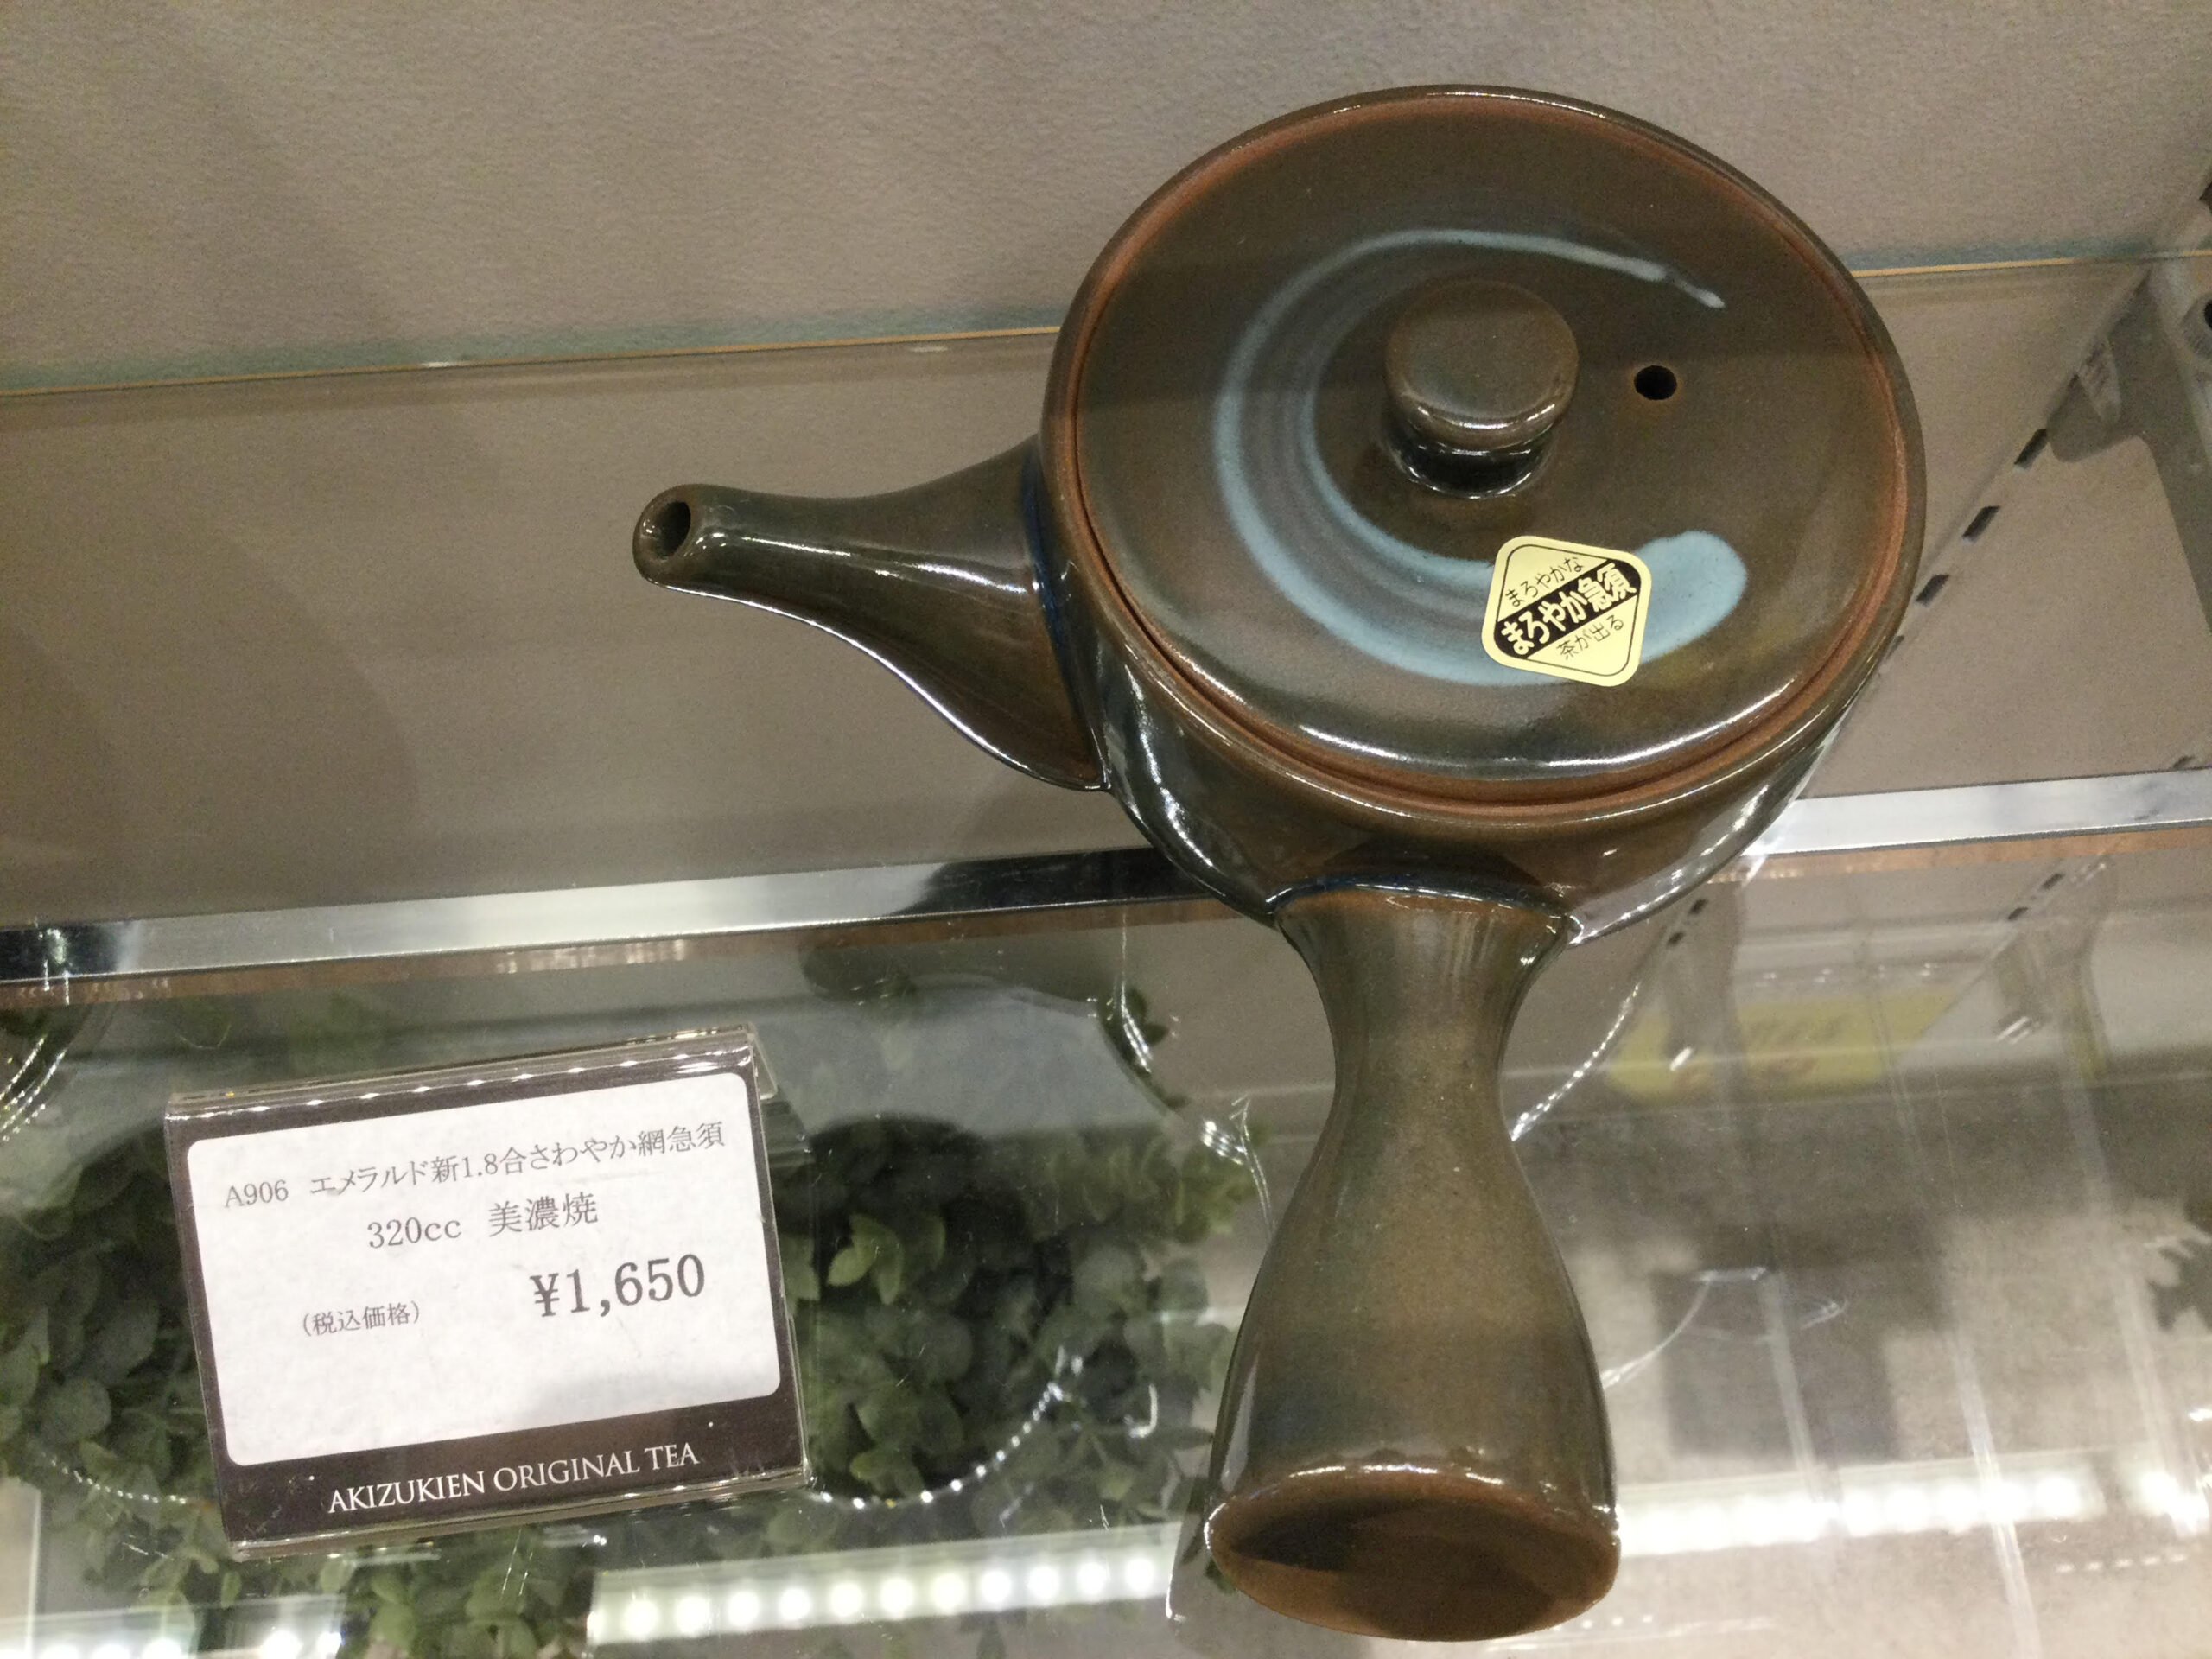 まろやかな
まろやか急須
茶が出る
A906 エメラルド新1.8合さわやか網急須
320cc 美濃焼
(税込価格) ¥1,650
AKIZUKIEN ORIGINAL TEA